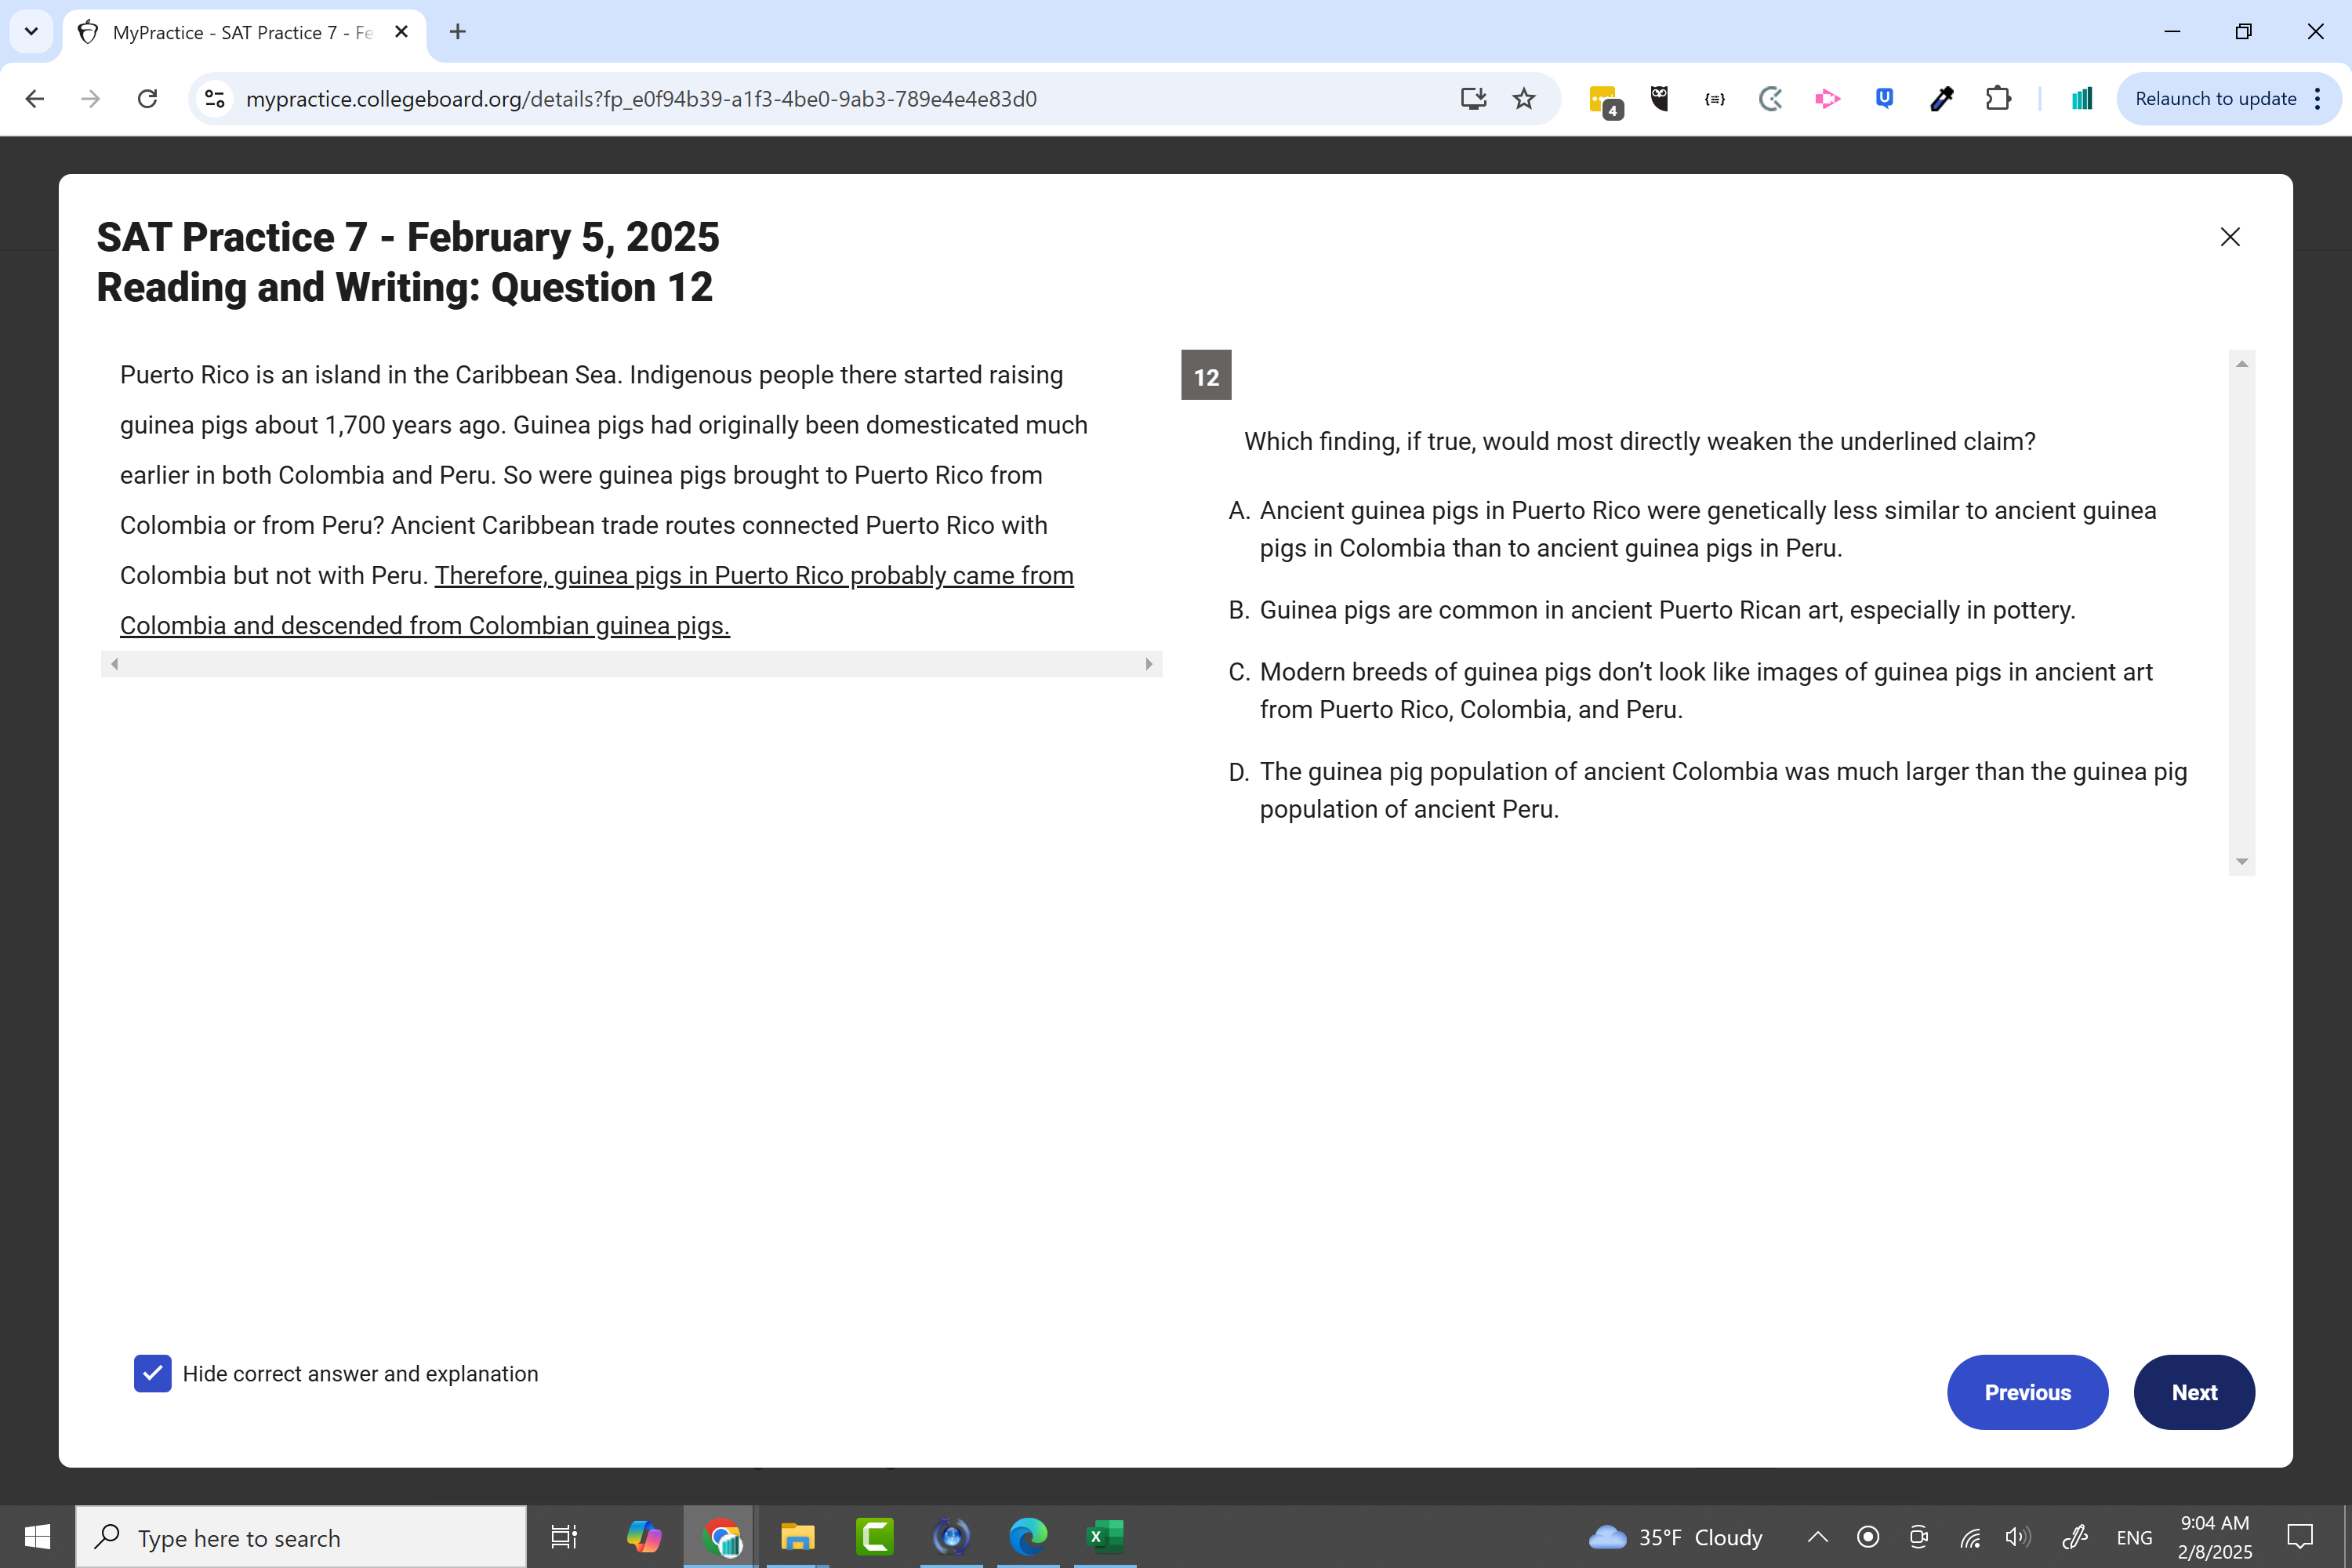 MyPractice - SAT Practice 7 - Fe
mypractice.collegeboard.org/details?fp_e0f94b39-a1f3-4be0-9ab3-789e4e4e83d0
4
Relaunch to update
SAT Practice 7 - February 5, 2025
Reading and Writing: Question 12
Puerto Rico is an island in the Caribbean Sea. Indigenous people there started raising
guinea pigs about 1,700 years ago. Guinea pigs had originally been domesticated much
earlier in both Colombia and Peru. So were guinea pigs brought to Puerto Rico from
Colombia or from Peru? Ancient Caribbean trade routes connected Puerto Rico with
Colombia but not with Peru. Therefore, guinea pigs in Puerto Rico probably came from
Colombia and descended from Colombian guinea pigs.
12
Which finding, if true, would most directly weaken the underlined claim?
A. Ancient guinea pigs in Puerto Rico were genetically less similar to ancient guinea
pigs in Colombia than to ancient guinea pigs in Peru.
B. Guinea pigs are common in ancient Puerto Rican art, especially in pottery.
C. Modern breeds of guinea pigs don’t look like images of guinea pigs in ancient art
from Puerto Rico, Colombia, and Peru.
D. The guinea pig population of ancient Colombia was much larger than the guinea pig
population of ancient Peru.
Hide correct answer and explanation
Previous
Next
Type here to search
35°F Cloudy
ENG
9:04 AM
2/8/2025